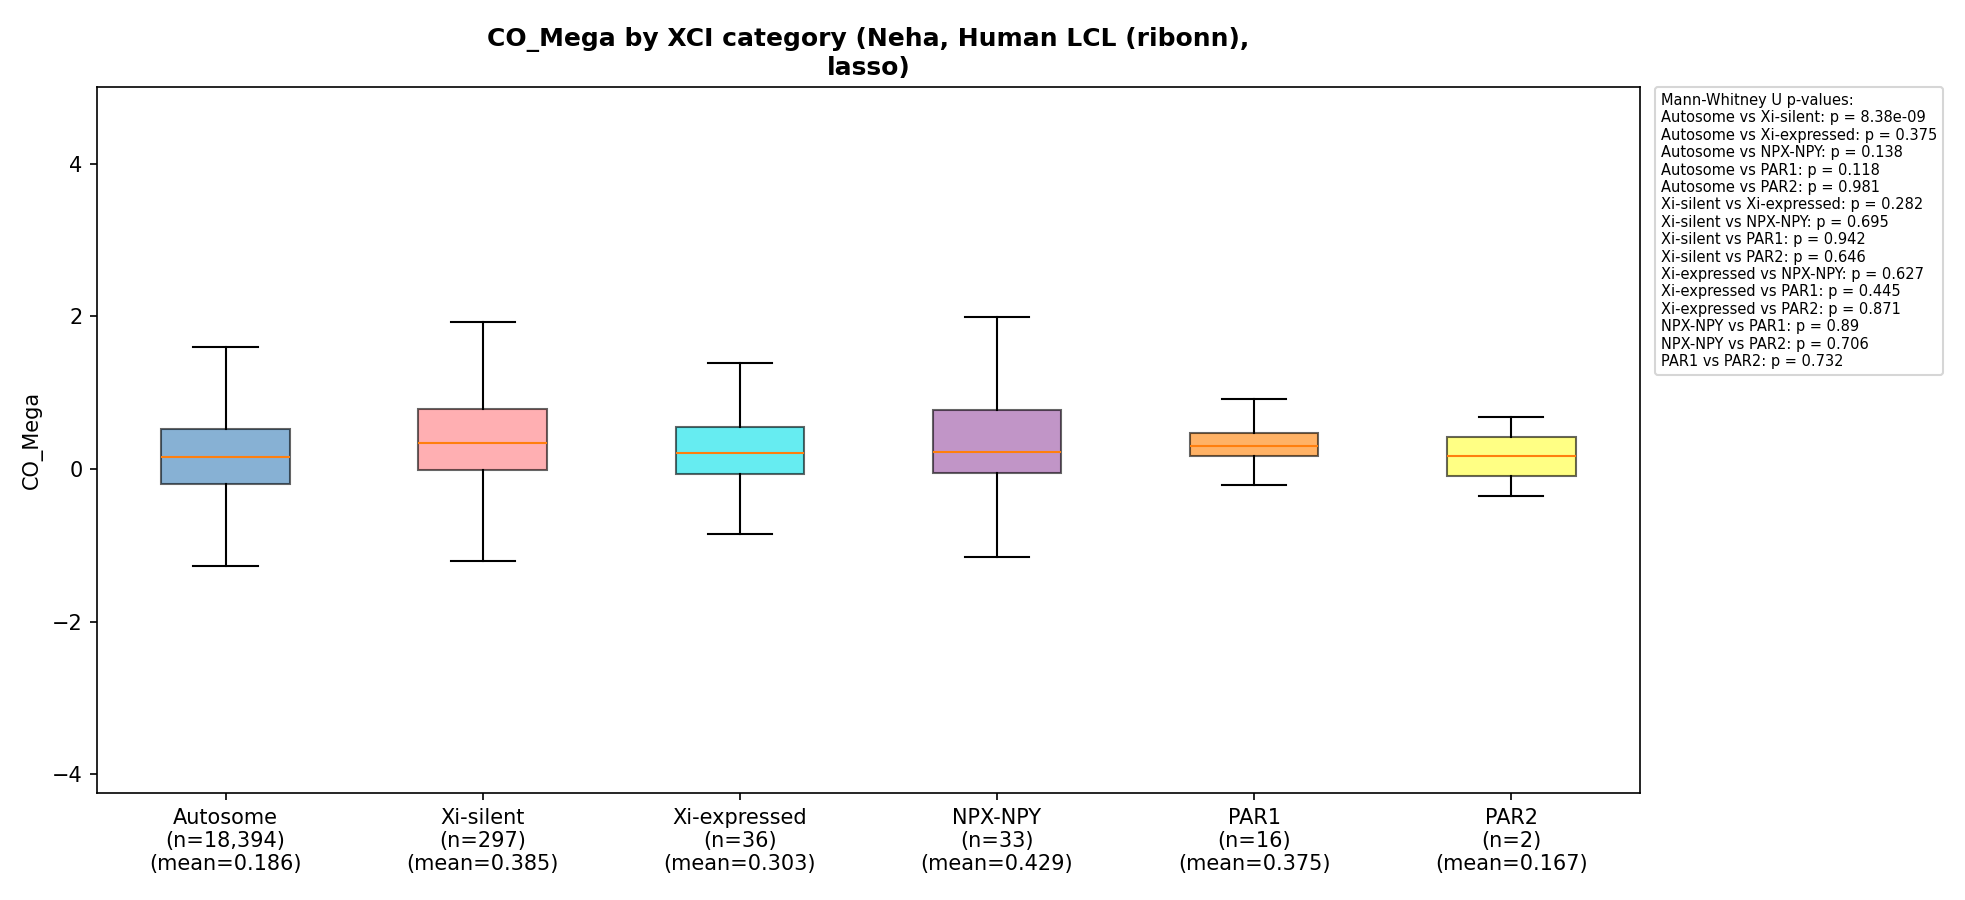 CO_Mega by XCI category (Neha, Human LCL (ribonn),
lasso)
CO_Mega
4
2
0
−2
−4
Autosome
(n=18,394)
(mean=0.186)
Xi-silent
(n=297)
(mean=0.385)
Xi-expressed
(n=36)
(mean=0.303)
NPX-NPY
(n=33)
(mean=0.429)
PAR1
(n=16)
(mean=0.375)
PAR2
(n=2)
(mean=0.167)
Mann-Whitney U p-values:
Autosome vs Xi-silent: p = 8.38e-09
Autosome vs Xi-expressed: p = 0.375
Autosome vs NPX-NPY: p = 0.138
Autosome vs PAR1: p = 0.118
Autosome vs PAR2: p = 0.981
Xi-silent vs Xi-expressed: p = 0.282
Xi-silent vs NPX-NPY: p = 0.695
Xi-silent vs PAR1: p = 0.942
Xi-silent vs PAR2: p = 0.646
Xi-expressed vs NPX-NPY: p = 0.627
Xi-expressed vs PAR1: p = 0.445
Xi-expressed vs PAR2: p = 0.871
NPX-NPY vs PAR1: p = 0.89
NPX-NPY vs PAR2: p = 0.706
PAR1 vs PAR2: p = 0.732